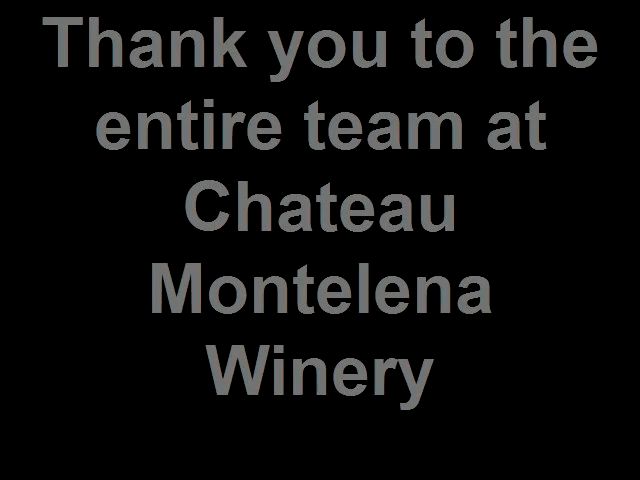 Thank you to the
entire team at
Chateau
Montelena
Winery